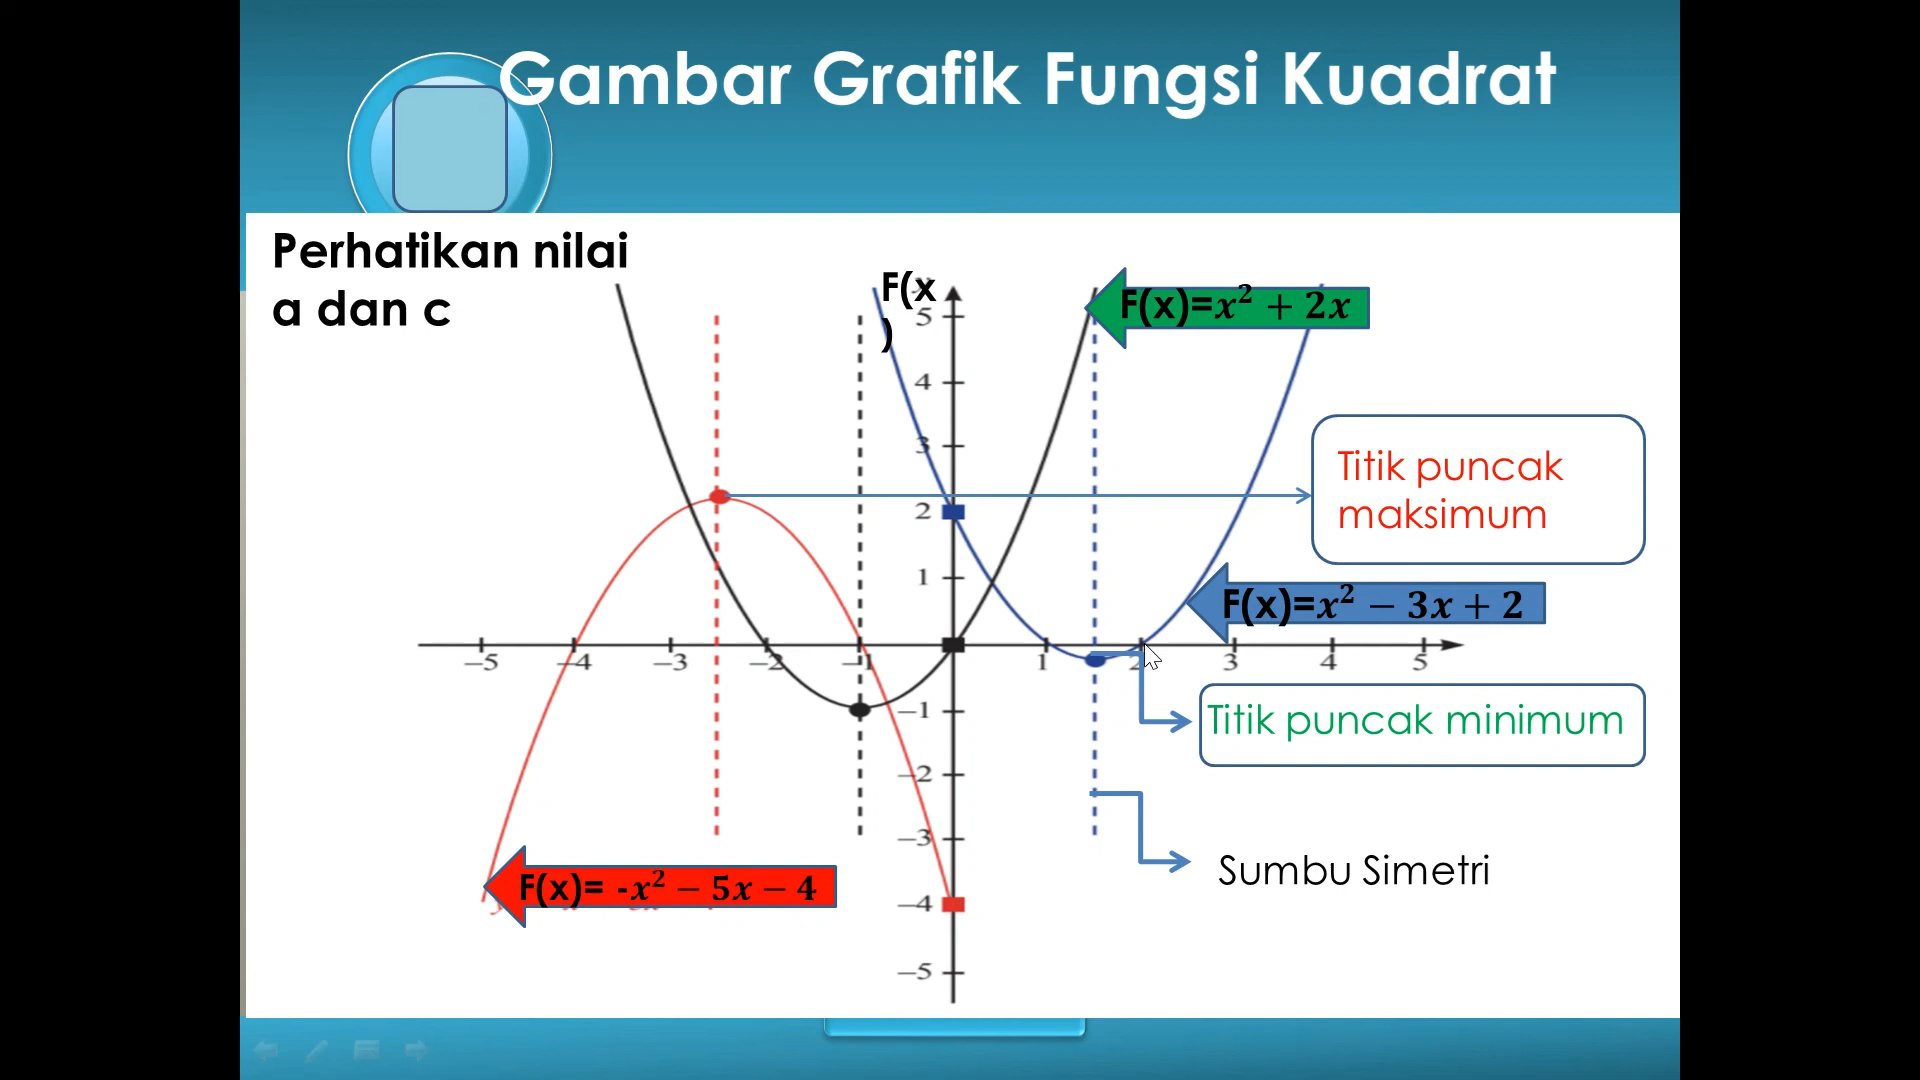 Gambar Grafik Fungsi Kuadrat
Perhatikan nilai
a dan c
F(x
)
F(x)=x² + 2x
5
4
3
2
1
Titik puncak
maksimum
F(x)=x² − 3x + 2
−5 −4 −3 −2 −1 1 2 3 4 5
−1
−2
−3
−4
−5
Titik puncak minimum
Sumbu Simetri
F(x)= -x² − 5x − 4